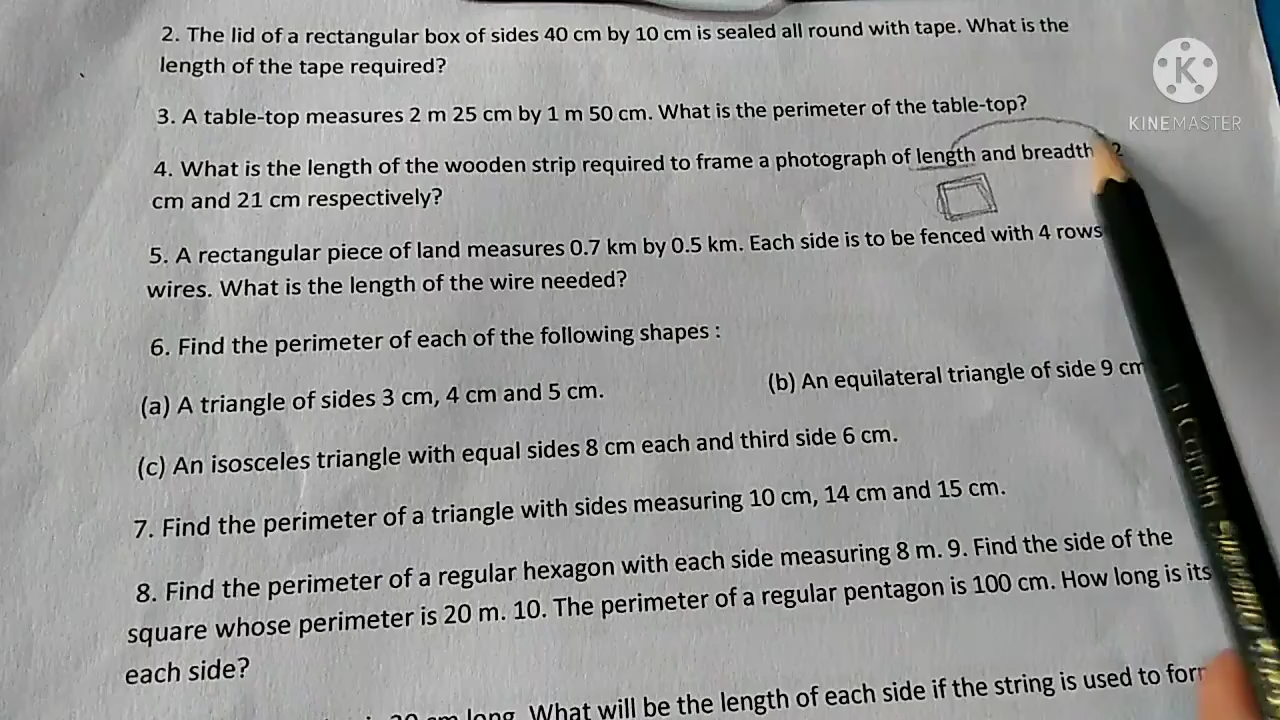 2. The lid of a rectangular box of sides 40 cm by 10 cm is sealed all round with tape. What is the
length of the tape required?
3. A table-top measures 2 m 25 cm by 1 m 50 cm. What is the perimeter of the table-top?
4. What is the length of the wooden strip required to frame a photograph of length and breadth 2
cm and 21 cm respectively?
5. A rectangular piece of land measures 0.7 km by 0.5 km. Each side is to be fenced with 4 rows
wires. What is the length of the wire needed?
6. Find the perimeter of each of the following shapes :
(a) A triangle of sides 3 cm, 4 cm and 5 cm.
(b) An equilateral triangle of side 9 cm
(c) An isosceles triangle with equal sides 8 cm each and third side 6 cm.
7. Find the perimeter of a triangle with sides measuring 10 cm, 14 cm and 15 cm.
8. Find the perimeter of a regular hexagon with each side measuring 8 m. 9. Find the side of the
square whose perimeter is 20 m. 10. The perimeter of a regular pentagon is 100 cm. How long is its
each side?
cm long. What will be the length of each side if the string is used to
K
KINEMASTER